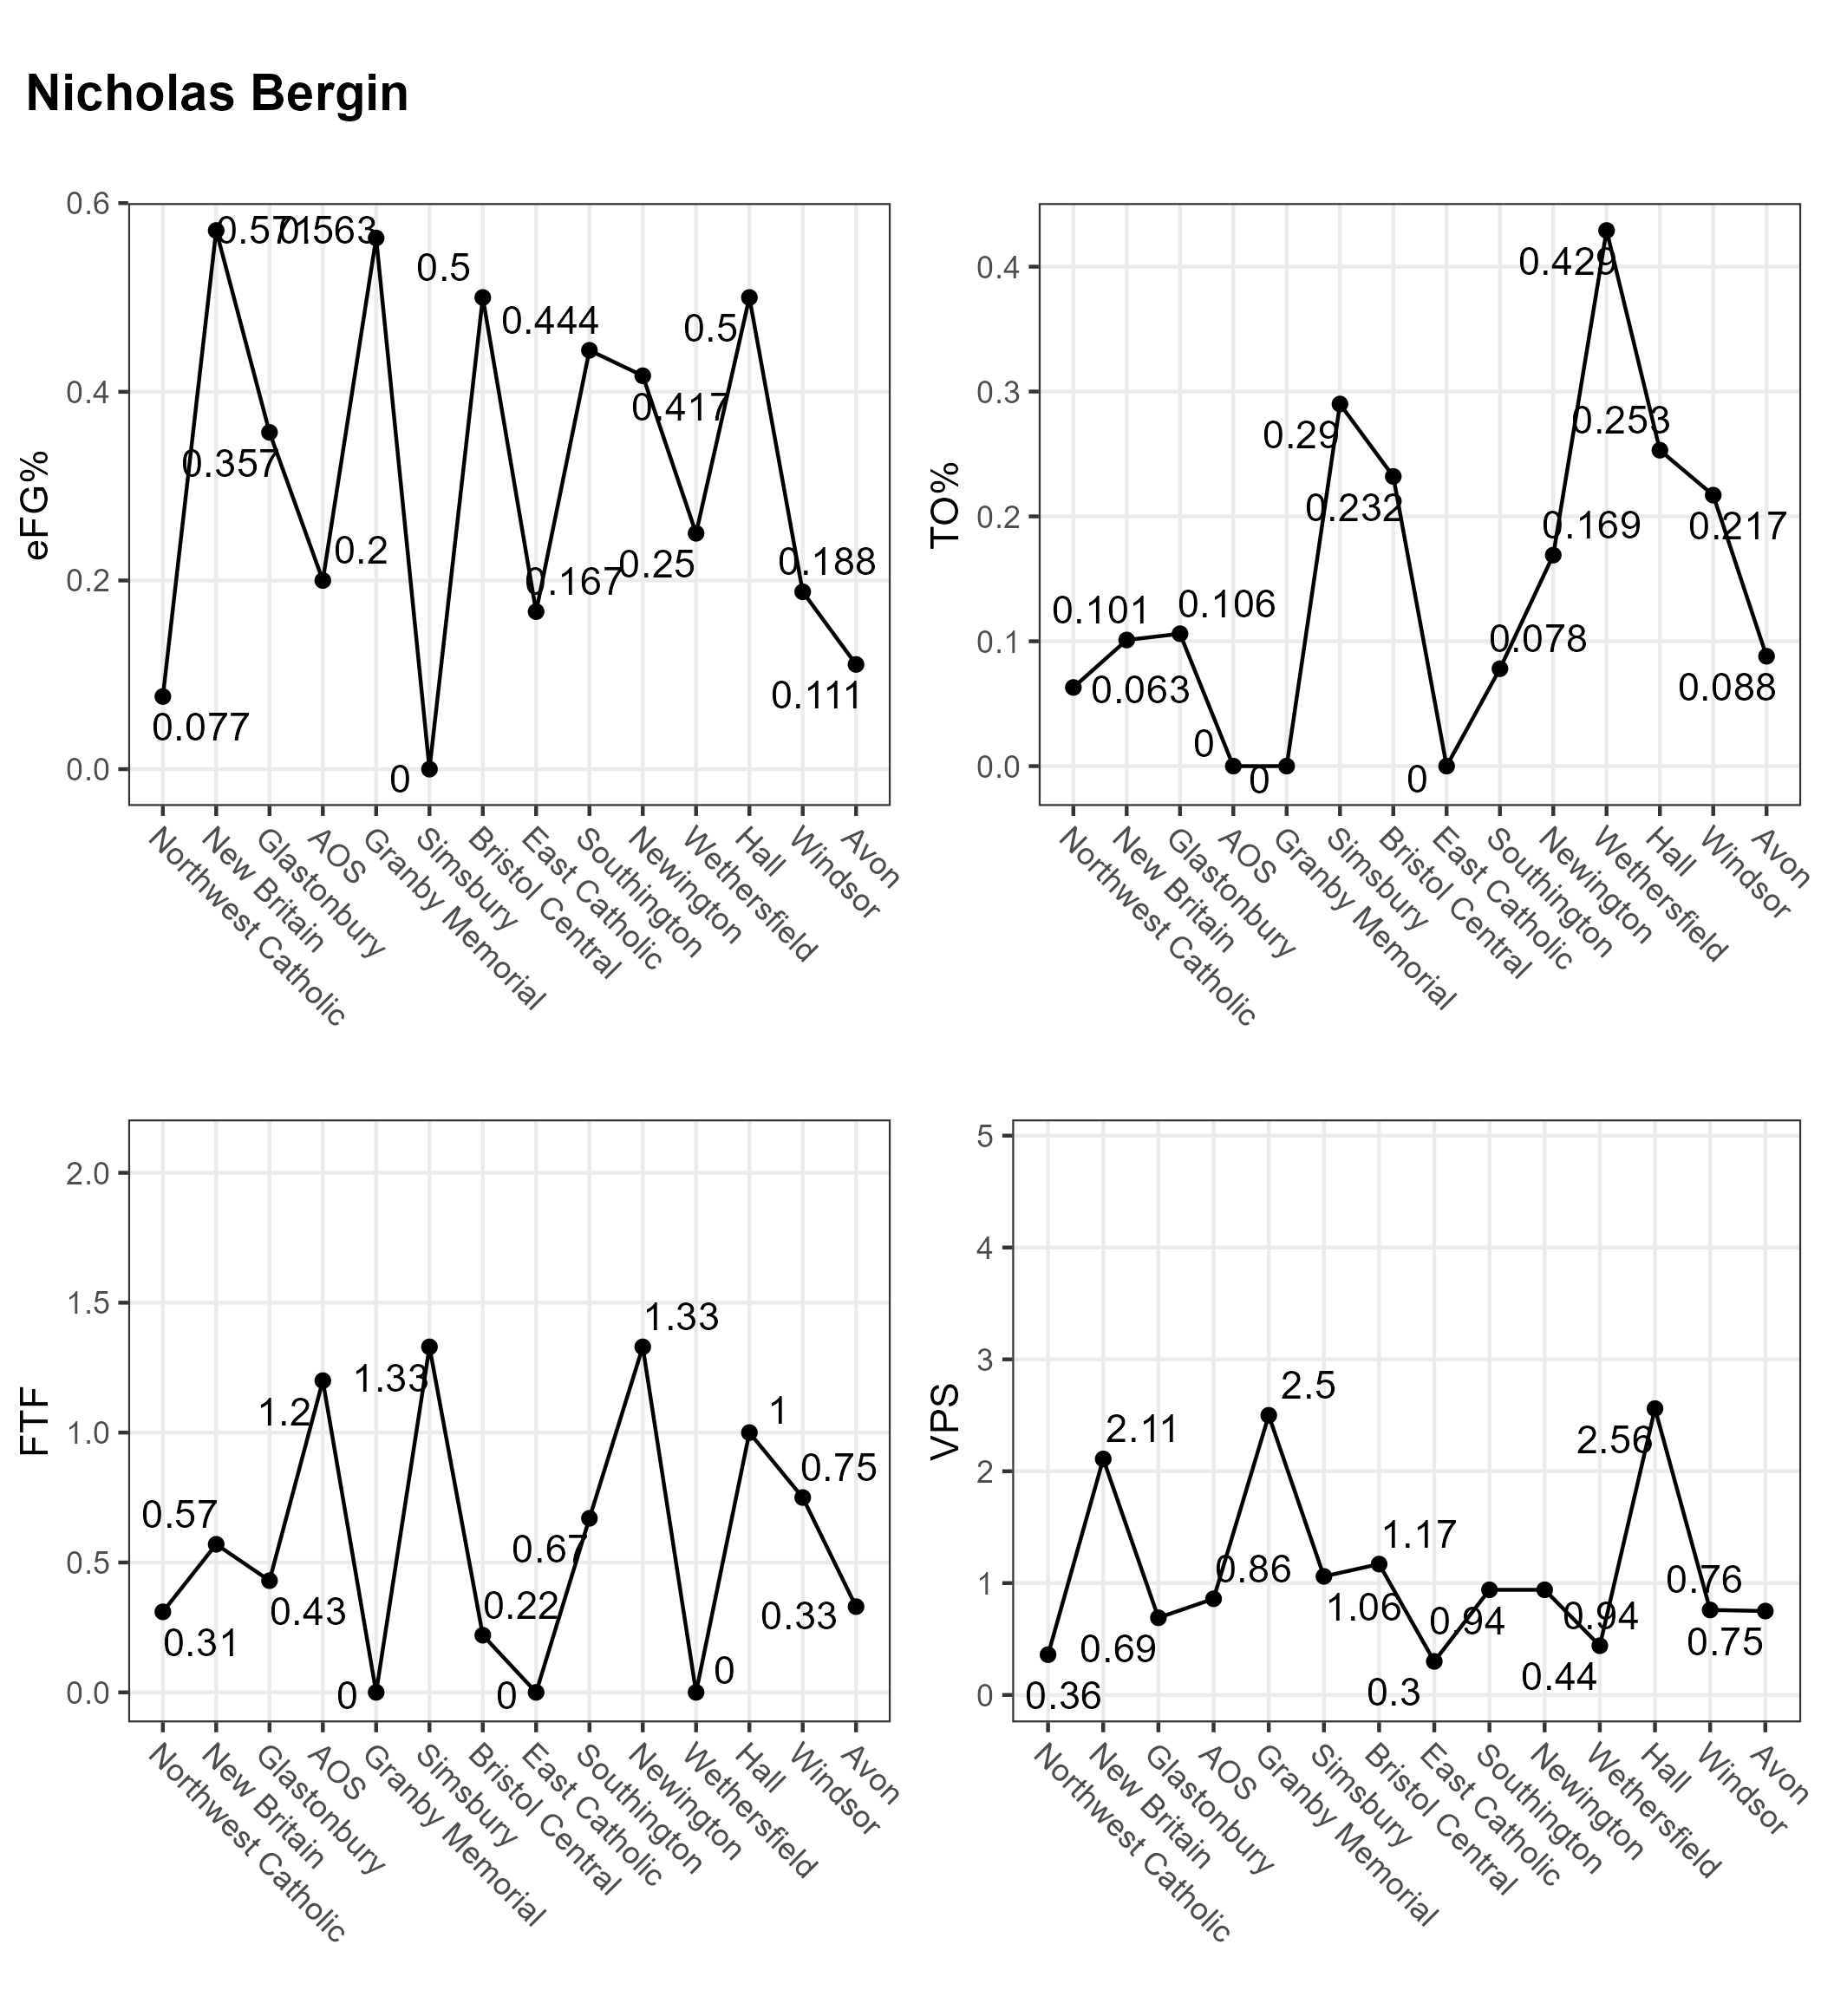 Nicholas Bergin
eFG%
0.6
0.4
0.2
0.0
0.077
0.571
0.357
0.2
0.563
0
0.5
0.167
0.444
0.417
0.25
0.5
0.188
0.111
Northwest Catholic
New Britain
Glastonbury
AOS
Granby Memorial
Simsbury
Bristol Central
East Catholic
Southington
Newington
Wethersfield
Hall
Windsor
Avon
TO%
0.4
0.3
0.2
0.1
0.0
0.063
0.101
0.106
0
0
0.29
0.232
0
0.078
0.169
0.429
0.253
0.217
0.088
Northwest Catholic
New Britain
Glastonbury
AOS
Granby Memorial
Simsbury
Bristol Central
East Catholic
Southington
Newington
Wethersfield
Hall
Windsor
Avon
FTF
2.0
1.5
1.0
0.5
0.0
0.31
0.57
0.43
1.2
0
1.33
0.22
0
0.67
1.33
0
1
0.75
0.33
Northwest Catholic
New Britain
Glastonbury
AOS
Granby Memorial
Simsbury
Bristol Central
East Catholic
Southington
Newington
Wethersfield
Hall
Windsor
Avon
VPS
5
4
3
2
1
0
0.36
2.11
0.69
0.86
2.5
1.06
1.17
0.3
0.94
0.94
0.44
2.56
0.76
0.75
Northwest Catholic
New Britain
Glastonbury
AOS
Granby Memorial
Simsbury
Bristol Central
East Catholic
Southington
Newington
Wethersfield
Hall
Windsor
Avon